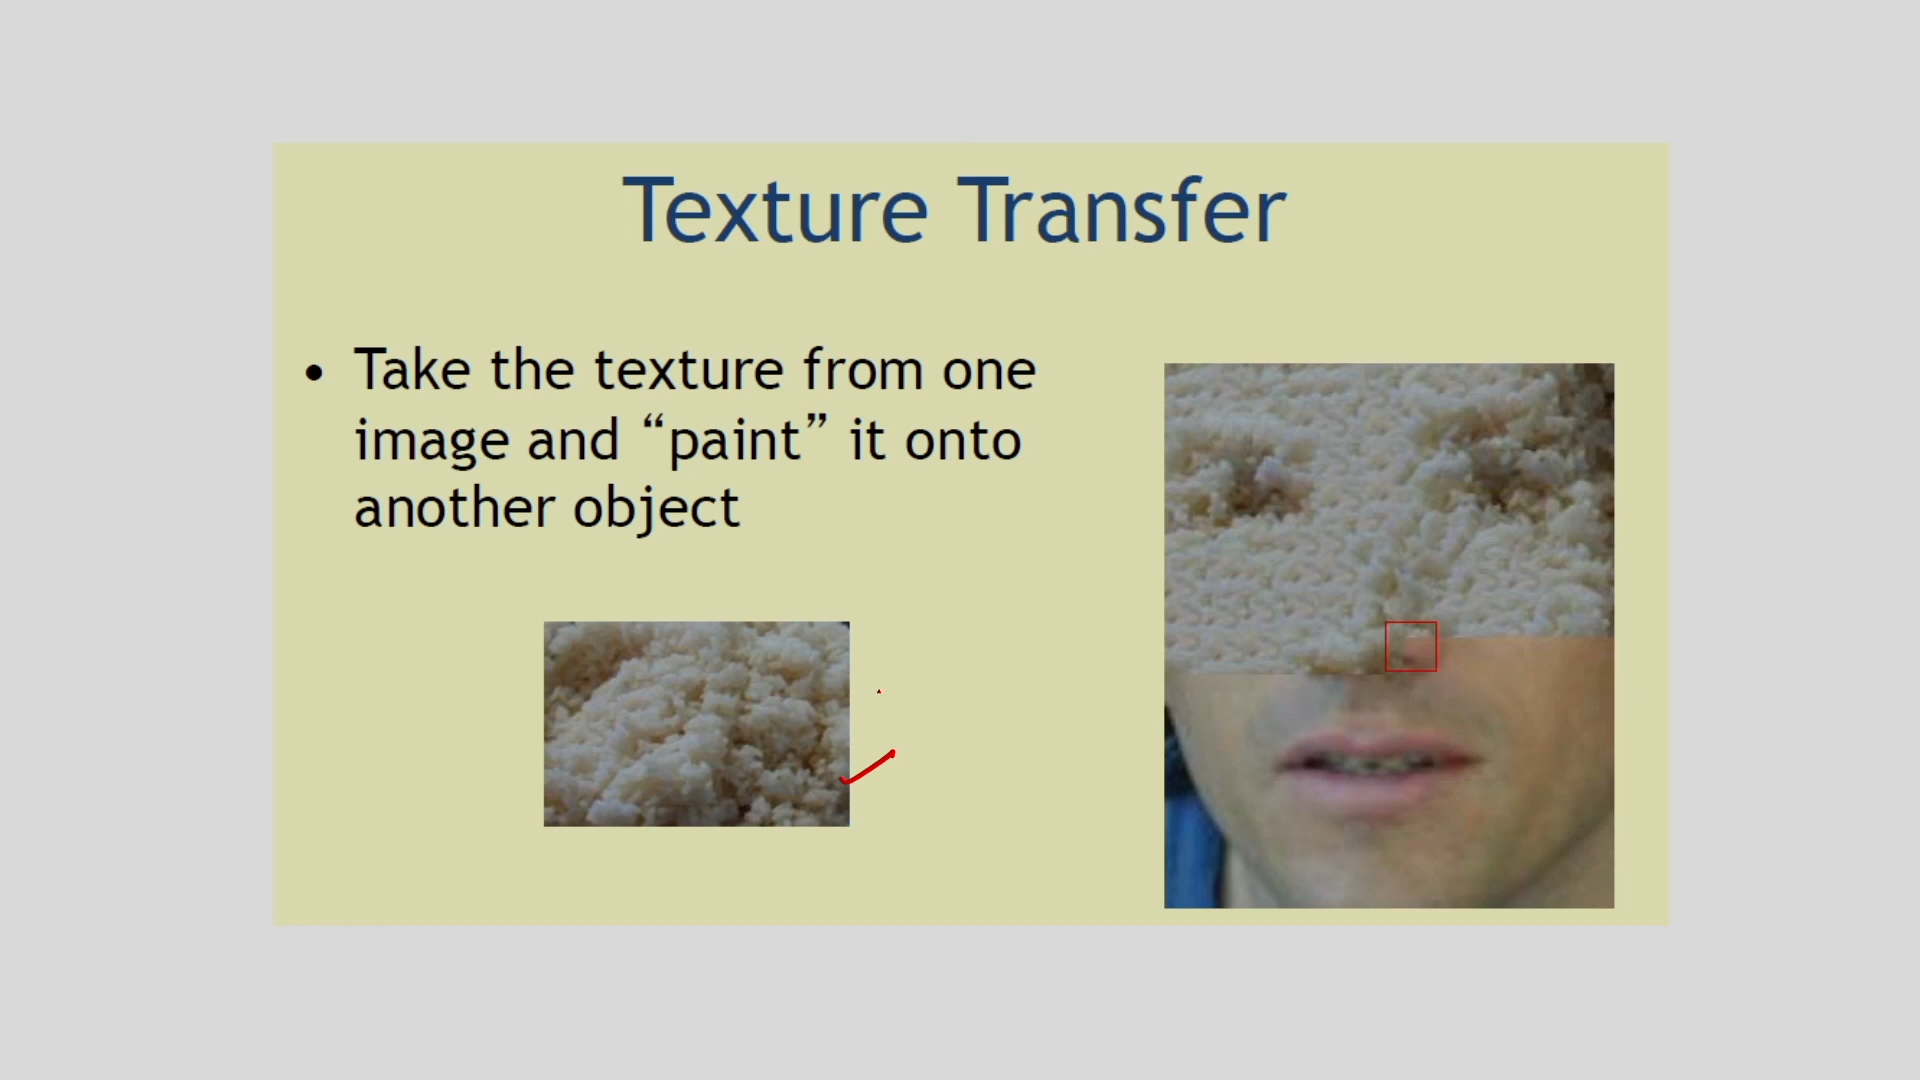 Texture Transfer
• Take the texture from one
image and “paint” it onto
another object